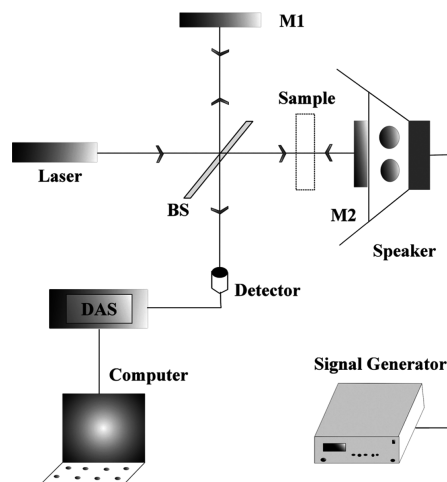 M1
Sample
Laser
BS
M2
Speaker
Detector
DAS
Computer
Signal Generator